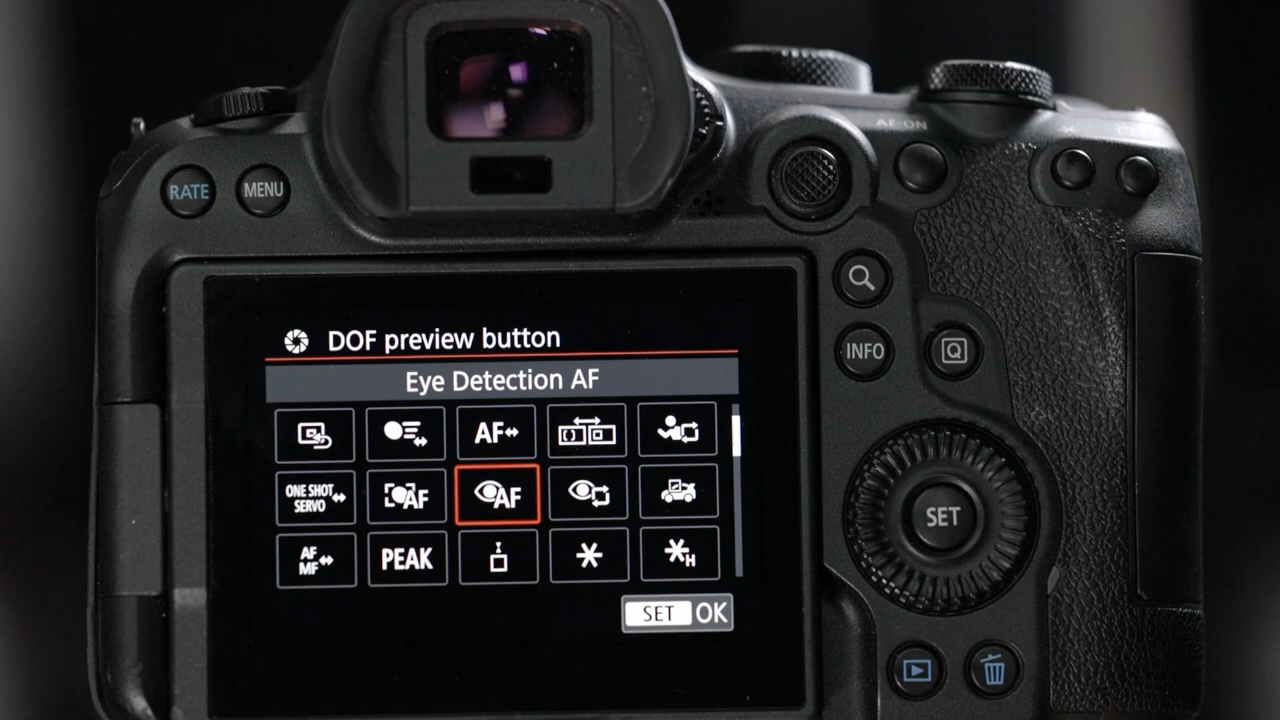 AF-ON
RATE
MENU
INFO
Q
DOF preview button
Eye Detection AF
AF
ONE SHOT
SERVO
AF
AF
AF
MF
PEAK
*
*H
SET OK
SET